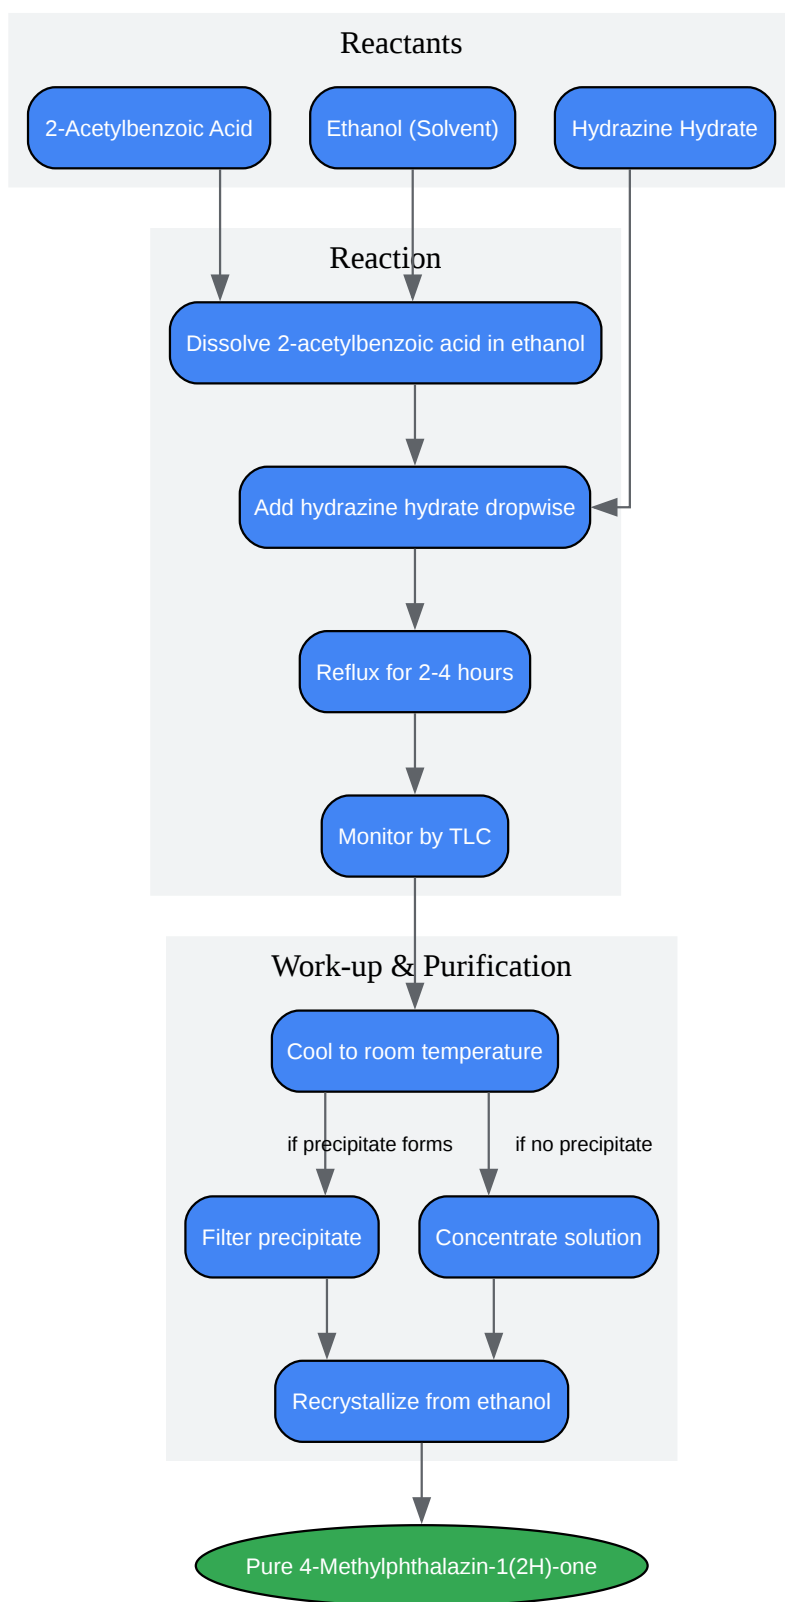 Reactants
2-Acetylbenzoic Acid
Ethanol (Solvent)
Hydrazine Hydrate
Reaction
Dissolve 2-acetylbenzoic acid in ethanol
Add hydrazine hydrate dropwise
Reflux for 2-4 hours
Monitor by TLC
Work-up & Purification
Cool to room temperature
if precipitate forms
if no precipitate
Filter precipitate
Concentrate solution
Recrystallize from ethanol
Pure 4-Methylphthalazin-1(2H)-one